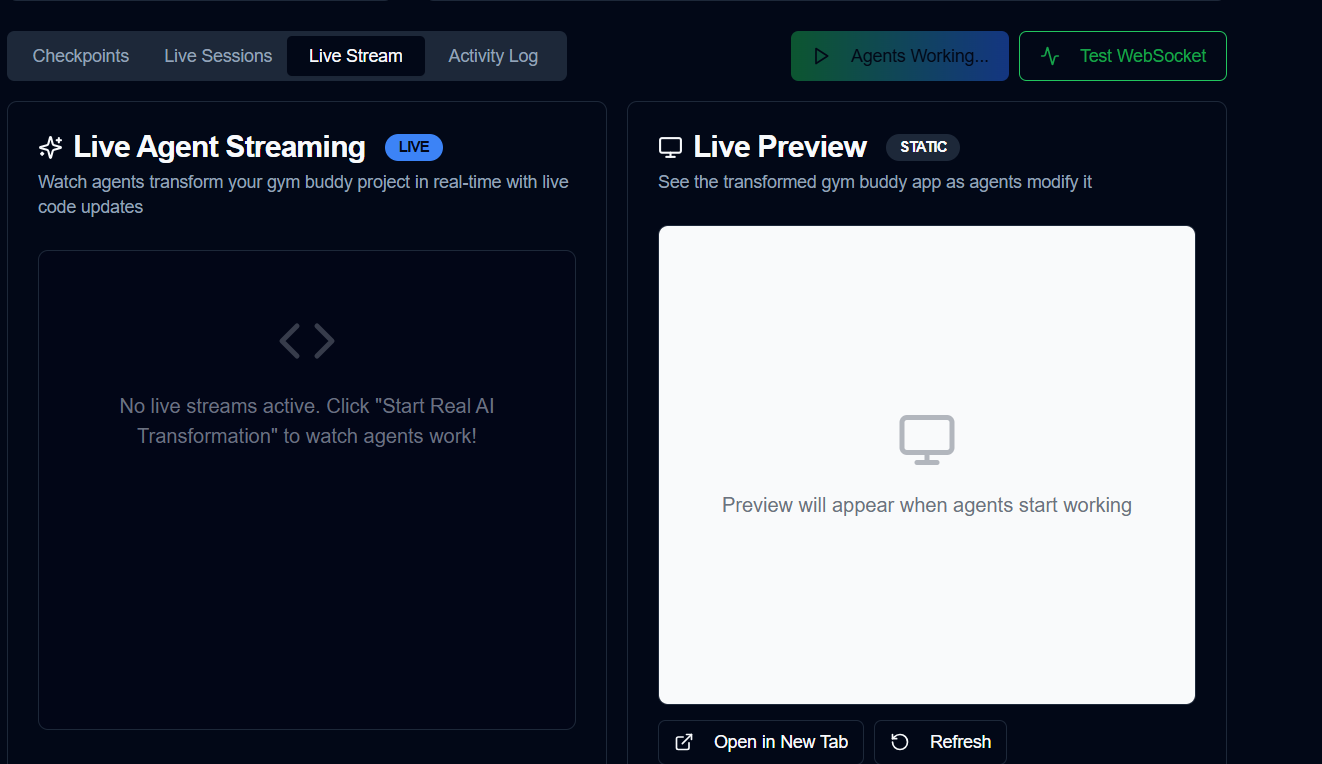 Checkpoints
Live Sessions
Live Stream
Activity Log
Agents Working...
Test WebSocket
Live Agent Streaming
LIVE
Watch agents transform your gym buddy project in real-time with live
code updates
No live streams active. Click "Start Real AI
Transformation" to watch agents work!
Live Preview
STATIC
See the transformed gym buddy app as agents modify it
Preview will appear when agents start working
Open in New Tab
Refresh